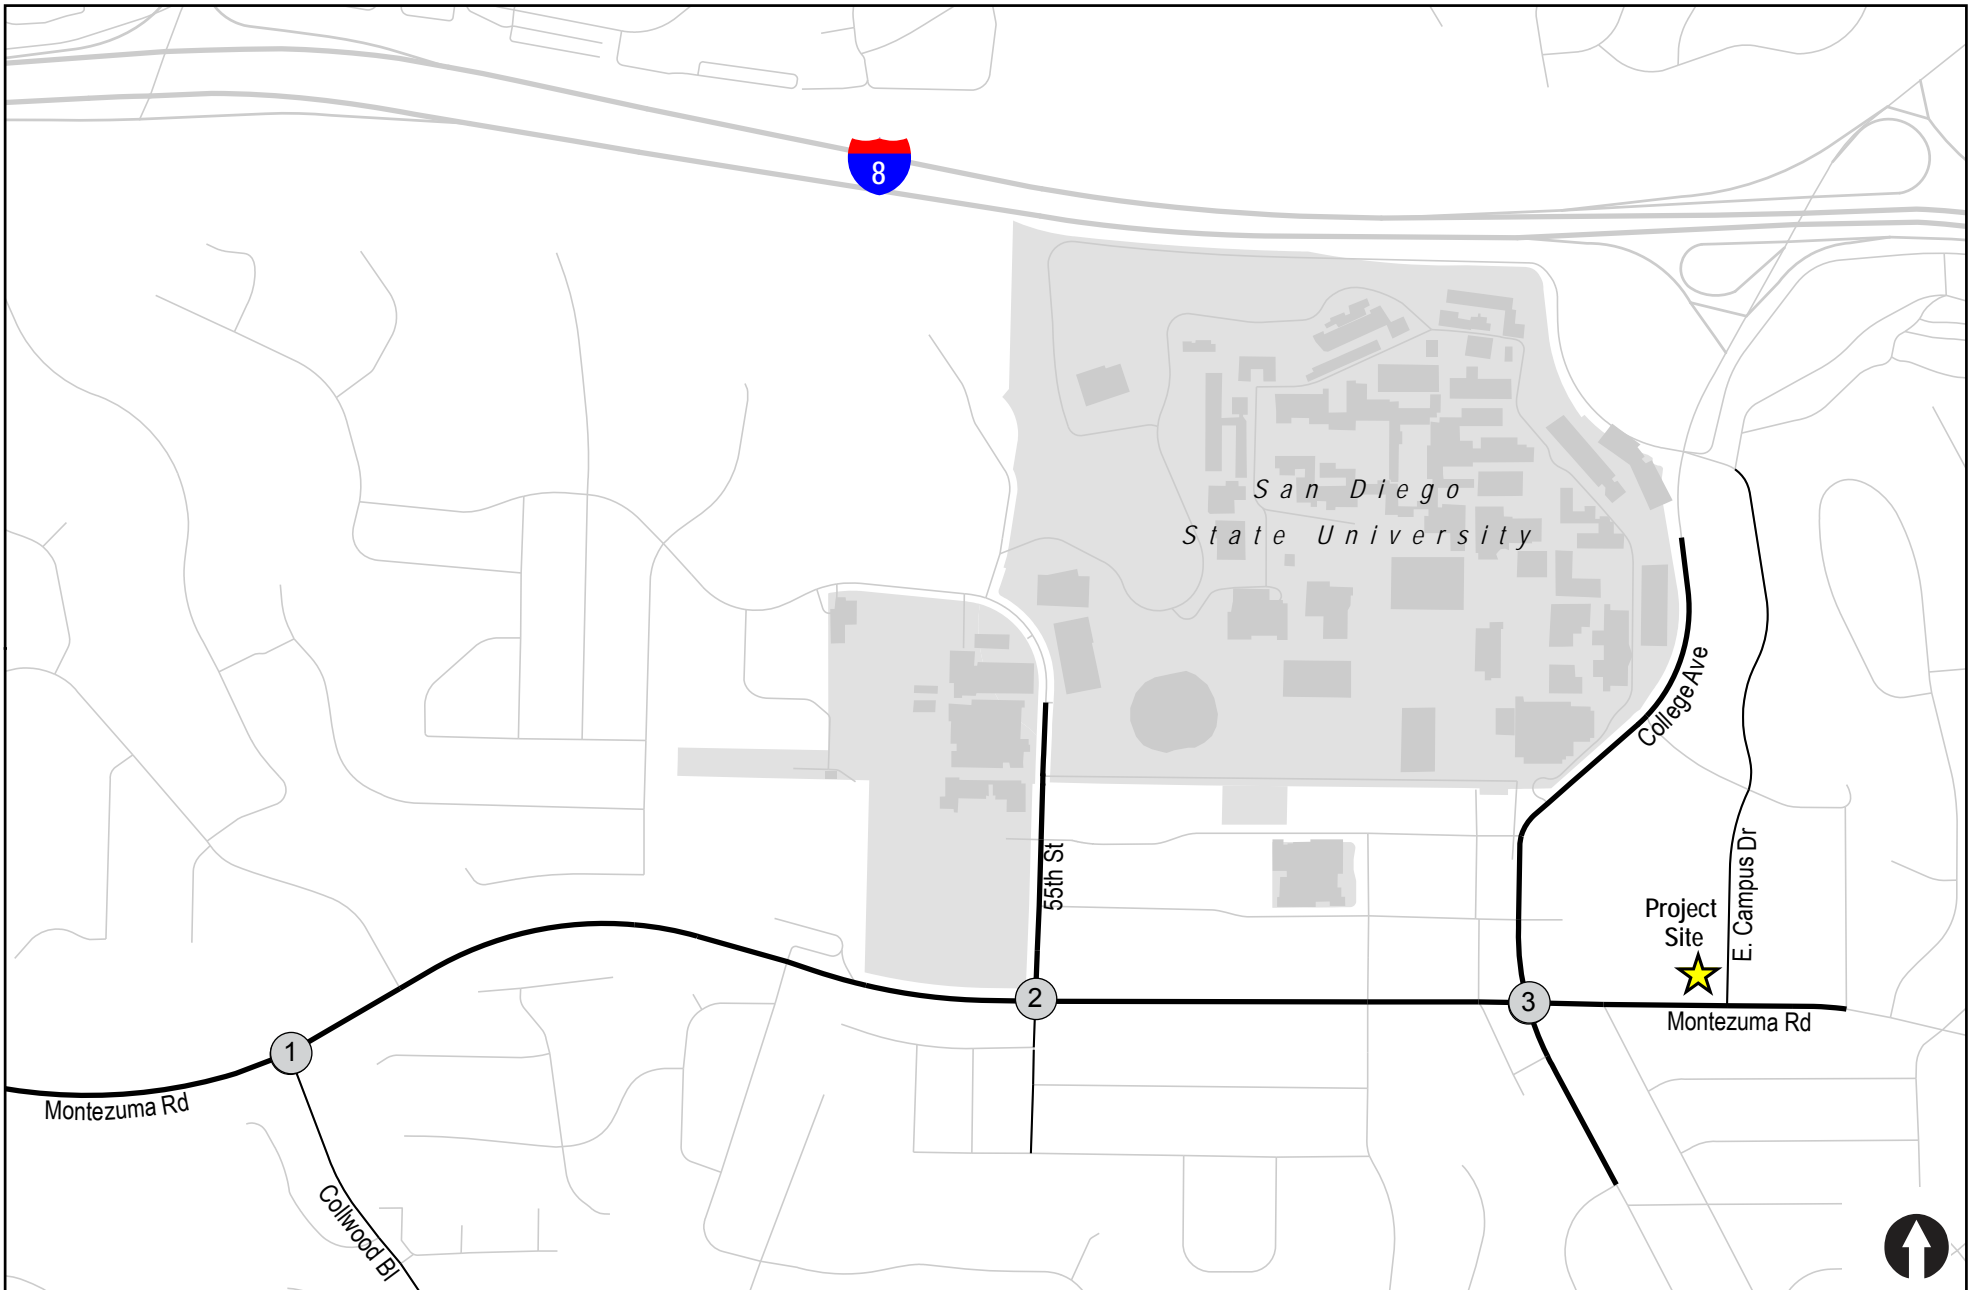 8
San Diego
State University
College Ave
55th St
E. Campus Dr
Project
Site
2
3
Montezuma Rd
1
Montezuma Rd
Collwood Bl